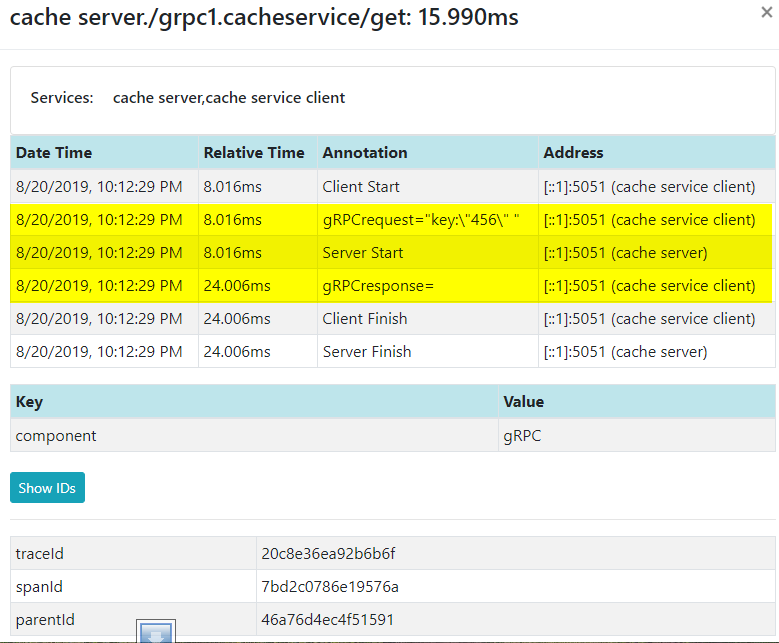 cache server./grpc1.cacheservice/get: 15.990ms ×
Services: cache server,cache service client
Date Time Relative Time Annotation Address
8/20/2019, 10:12:29 PM 8.016ms Client Start [::1]:5051 (cache service client)
8/20/2019, 10:12:29 PM 8.016ms gRPCrequest="key:\"456\" " [::1]:5051 (cache service client)
8/20/2019, 10:12:29 PM 8.016ms Server Start [::1]:5051 (cache server)
8/20/2019, 10:12:29 PM 24.006ms gRPCresponse= [::1]:5051 (cache service client)
8/20/2019, 10:12:29 PM 24.006ms Client Finish [::1]:5051 (cache service client)
8/20/2019, 10:12:29 PM 24.006ms Server Finish [::1]:5051 (cache server)
Key Value
component gRPC
Show IDs
traceId 20c8e36ea92b6b6f
spanId 7bd2c0786e19576a
parentId 46a76d4ec4f51591